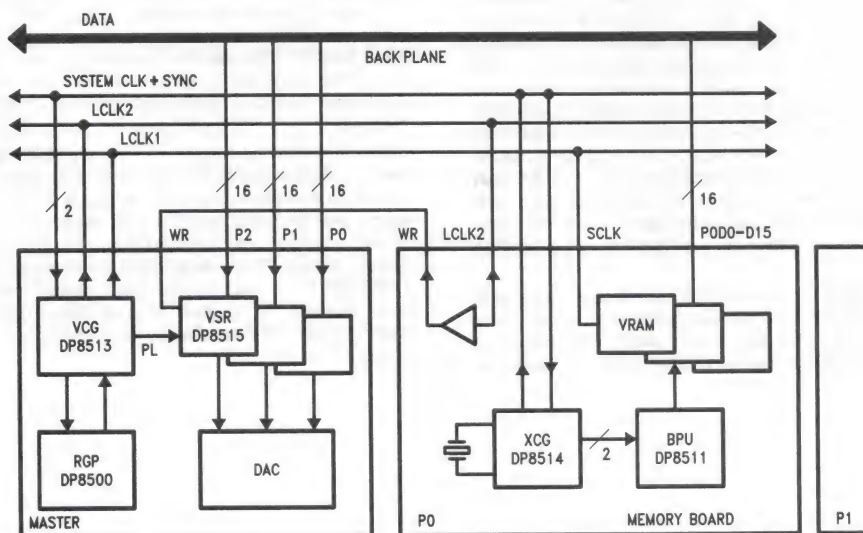 DATA
BACK PLANE
SYSTEM CLK + SYNC
LCLK2
LCLK1
2
16
16
16
16
WR
P2
P1
P0
WR
LCLK2
SCLK
P0D0-D15
VCG
DP8513
PL
VSR
DP8515
VRAM
RGP
DP8500
DAC
XCG
DP8514
2
BPU
DP8511
MASTER
P0
MEMORY BOARD
P1